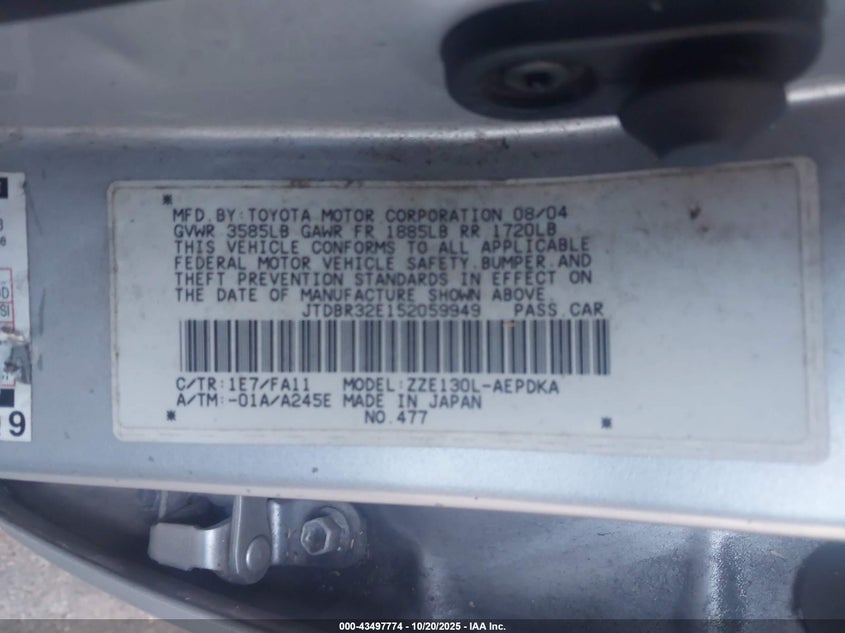 MFD.BY:TOYOTA MOTOR CORPORATION 08/04
GVWR 3585LB GAWR FR 1885LB RR 1720LB
THIS VEHICLE CONFORMS TO ALL APPLICABLE
FEDERAL MOTOR VEHICLE SAFETY,BUMPER,AND
THEFT PREVENTION STANDARDS IN EFFECT ON
THE DATE OF MANUFACTURE SHOWN ABOVE.
JTDBR32E152059949 PASS.CAR
C/TR:1E7/FA11 MODEL:ZZE130L-AEPDKA
A/TM:-01A/A245E MADE IN JAPAN
NO.477
9
000-43497774 - 10/20/2025 - IAA Inc.